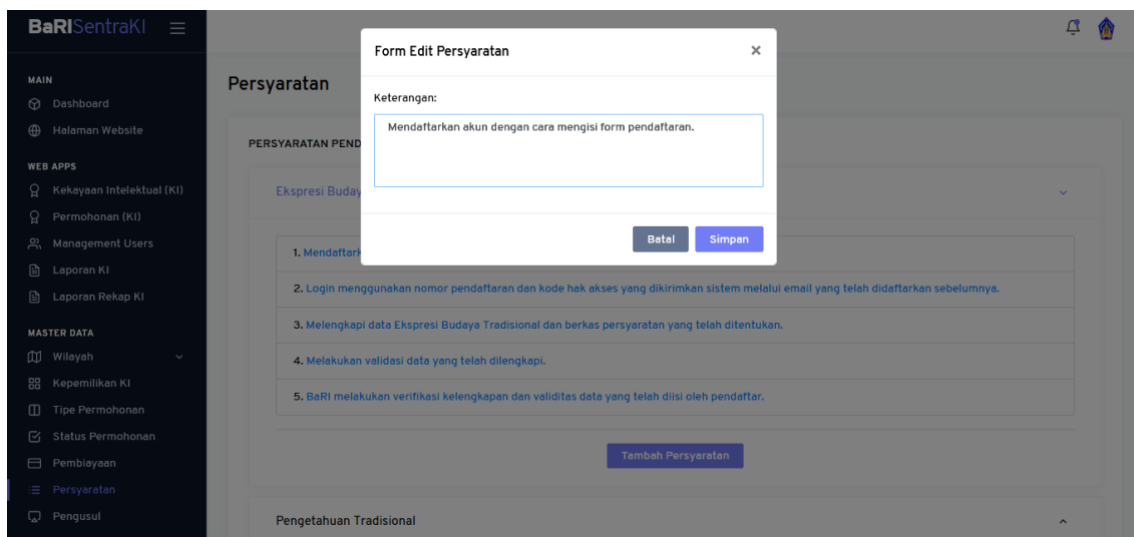 BaRISentraKI
MAIN
Dashboard
Halaman Website
WEB APPS
Kekayaan Intelektual (KI)
Permohonan (KI)
Management Users
Laporan KI
Laporan Rekap KI
MASTER DATA
Wilayah
Kepemilikan KI
Tipe Permohonan
Status Permohonan
Pembiayaan
Persyaratan
Pengusul
Persyaratan
PERSYARATAN PEND
Ekspresi Buday
1. Mendaftark
2. Login menggunakan nomor pendaftaran dan kode hak akses yang dikirimkan sistem melalui email yang telah didaftarkan sebelumnya.
3. Melengkapi data Ekspresi Budaya Tradisional dan berkas persyaratan yang telah ditentukan.
4. Melakukan validasi data yang telah dilengkapi.
5. BaRI melakukan verifikasi kelengkapan dan validitas data yang telah diisi oleh pendaftar.
Tambah Persyaratan
Pengetahuan Tradisional
Form Edit Persyaratan
×
Keterangan:
Mendaftarkan akun dengan cara mengisi form pendaftaran.
Batal
Simpan